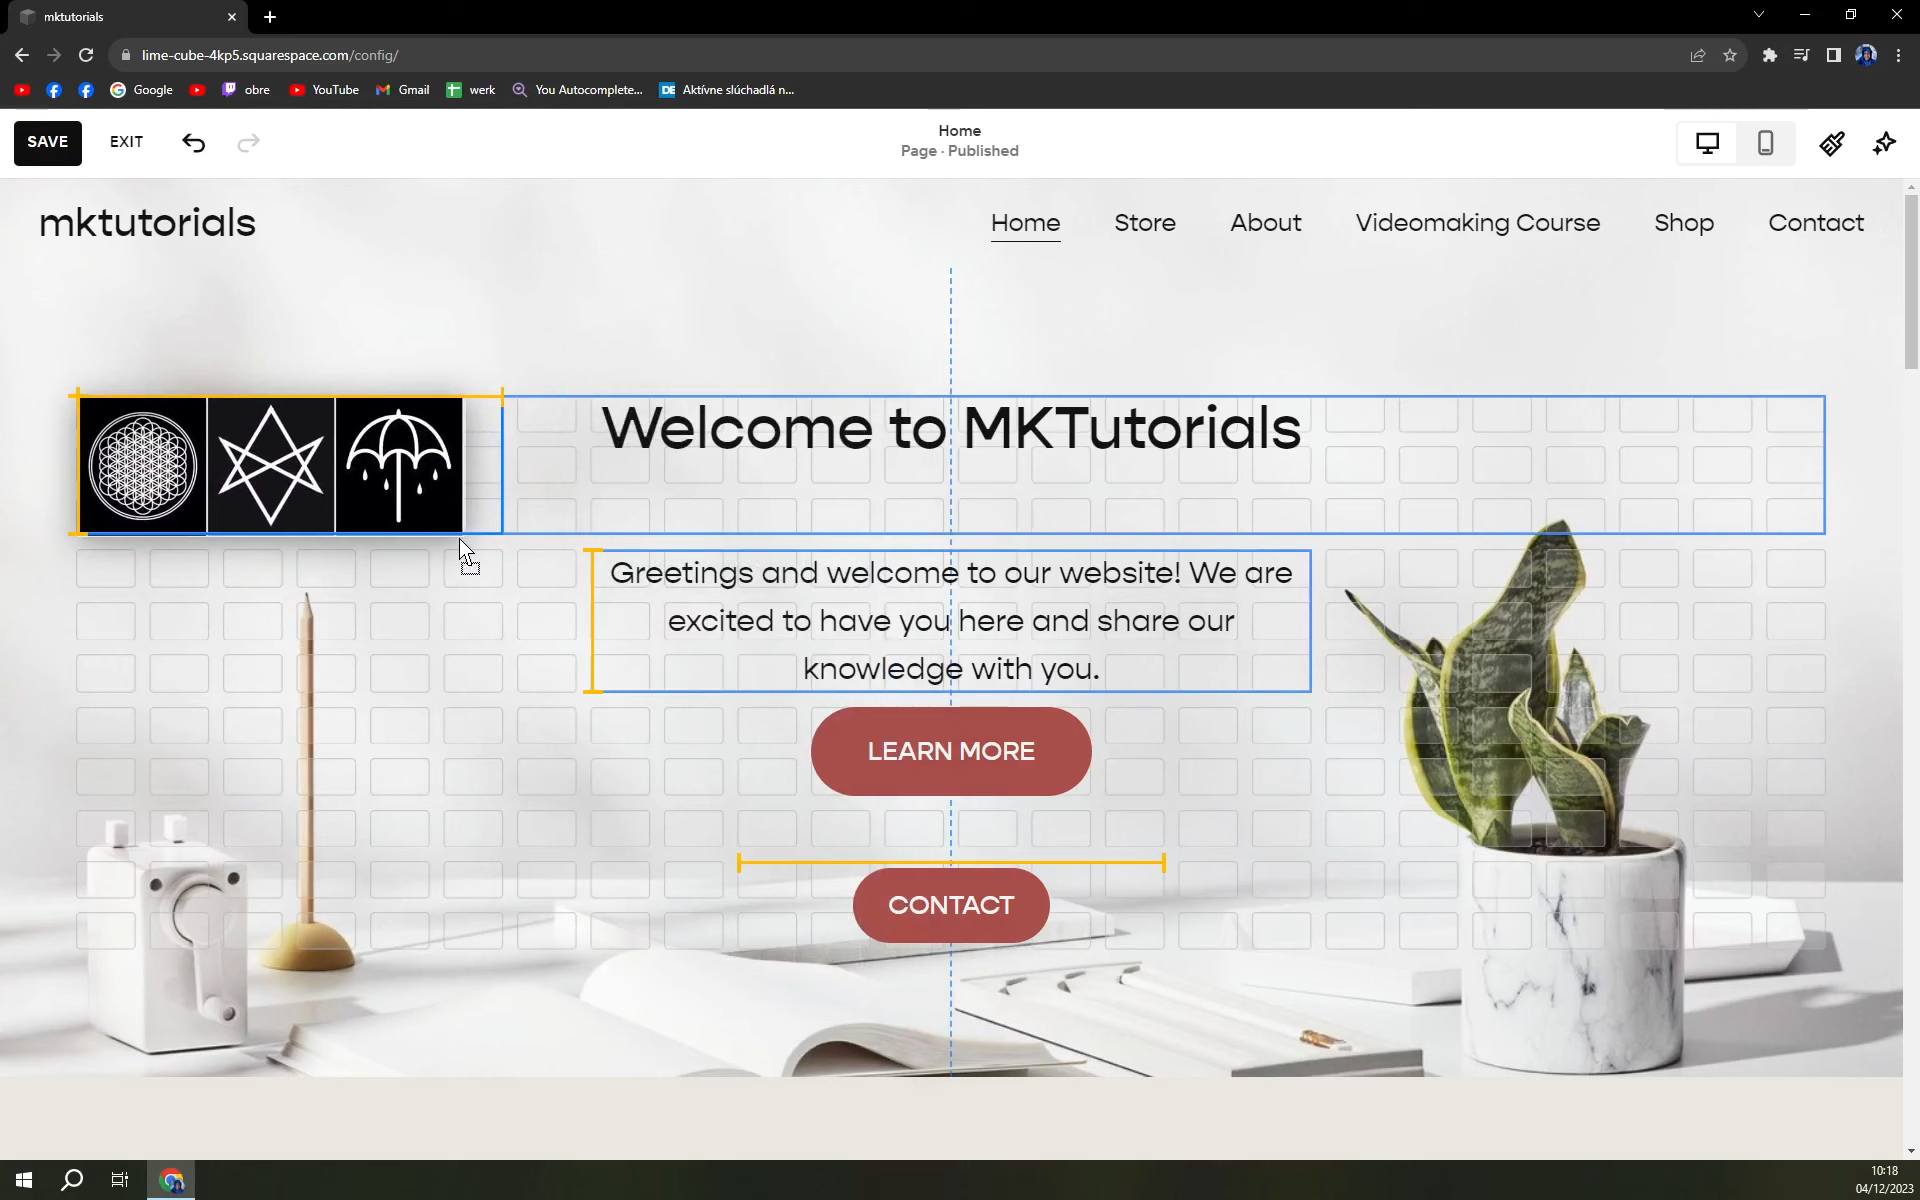 mktutorials
lime-cube-4kp5.squarespace.com/config/
Google
obre
YouTube
Gmail
werk
You Autocomplete...
DE
Aktívne slúchadlá n...
SAVE
EXIT
Home
Page · Published
mktutorials
Home
Store
About
Videomaking Course
Shop
Contact
Welcome to MKTutorials
Greetings and welcome to our website! We are
excited to have you here and share our
knowledge with you.
LEARN MORE
CONTACT
10:18
04/12/2023